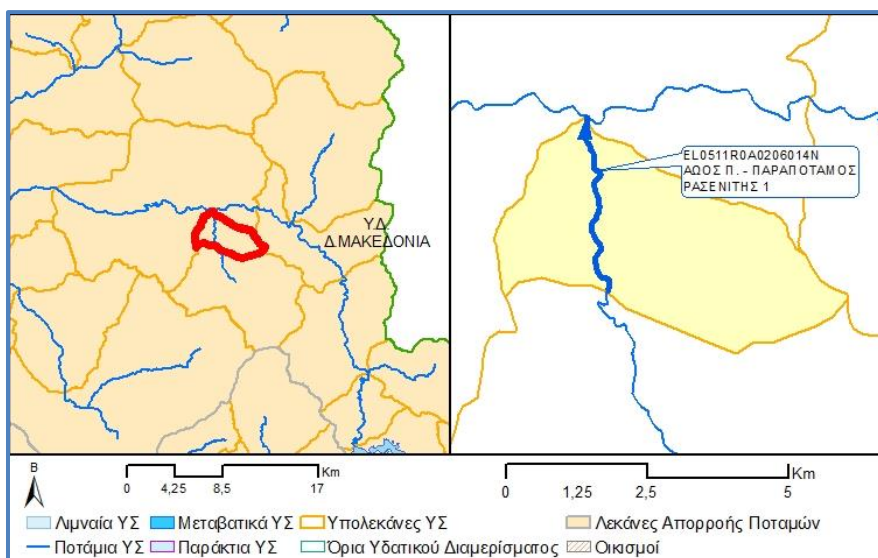 Υ.Δ.
Δ.ΜΑΚΕΔΟΝΙΑ
EL0511R0A0206014N
ΑΩΟΣ Π. - ΠΑΡΑΠΟΤΑΜΟΣ
ΡΑΣΕΝΙΤΗΣ 1
Β
Km
0 4,25 8,5 17
Km
0 1,25 2,5 5
Λιμναία ΥΣ Μεταβατικά ΥΣ Υπολεκάνες ΥΣ Λεκάνες Απορροής Ποταμών
Ποτάμια ΥΣ Παράκτια ΥΣ Όρια Υδατικού Διαμερίσματος Οικισμοί